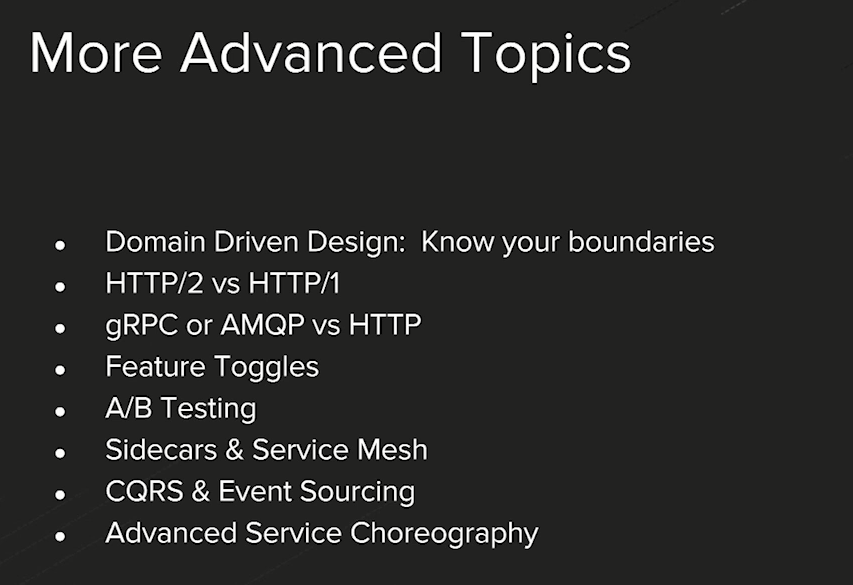 More Advanced Topics
• Domain Driven Design:  Know your boundaries
• HTTP/2 vs HTTP/1
• gRPC or AMQP vs HTTP
• Feature Toggles
• A/B Testing
• Sidecars & Service Mesh
• CQRS & Event Sourcing
• Advanced Service Choreography